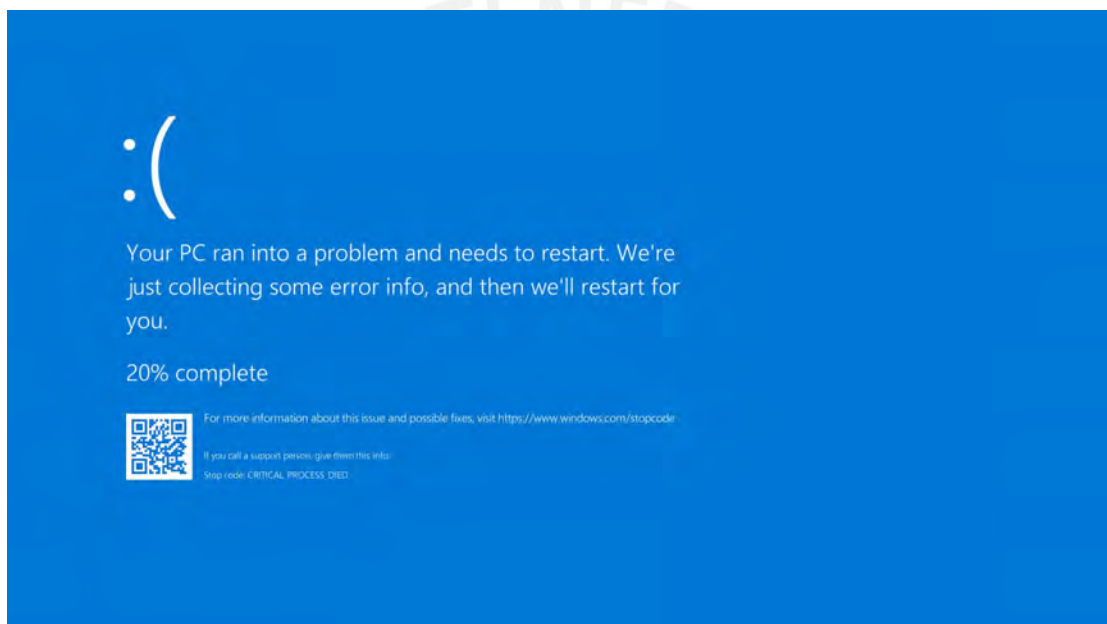 :(
Your PC ran into a problem and needs to restart. We're
just collecting some error info, and then we'll restart for
you.
20% complete
For more information about this issue and possible fixes, visit https://www.windows.com/stopcode
If you call a support person, give them this info:
Stop code: CRITICAL PROCESS DIED